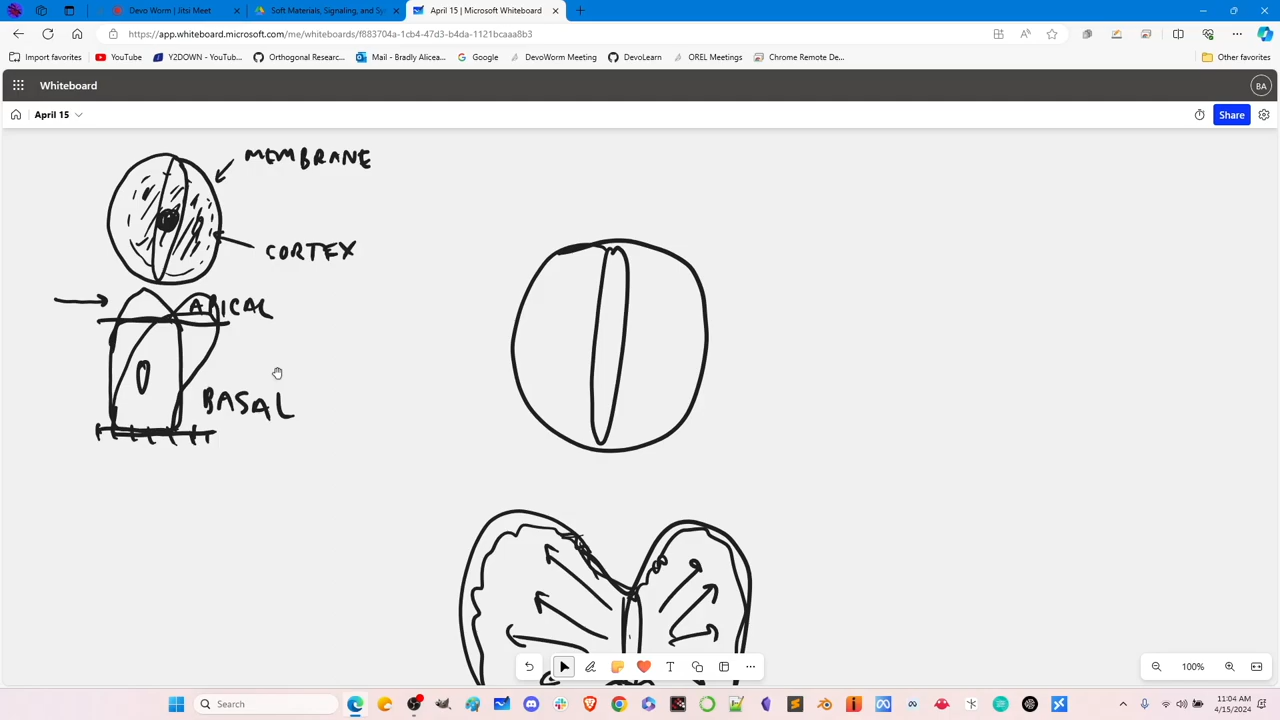 Devo Worm | Jitsi Meet
Soft Materials, Signaling, and Sy
April 15 | Microsoft Whiteboard
https://app.whiteboard.microsoft.com/me/whiteboards/f883704a-1cb4-47d3-b4da-1121bcaaa8b3
Import favorites
YouTube
Y2DOWN - YouTub...
Orthogonal Researc...
Mail - Bradly Alicea...
Google
DevoWorm Meeting
DevoLearn
OREL Meetings
Chrome Remote De...
Other favorites
Whiteboard
BA
April 15
Share
MEMBRANE
CORTEX
APICAL
BASAL
100%
Search
11:04 AM
4/15/2024